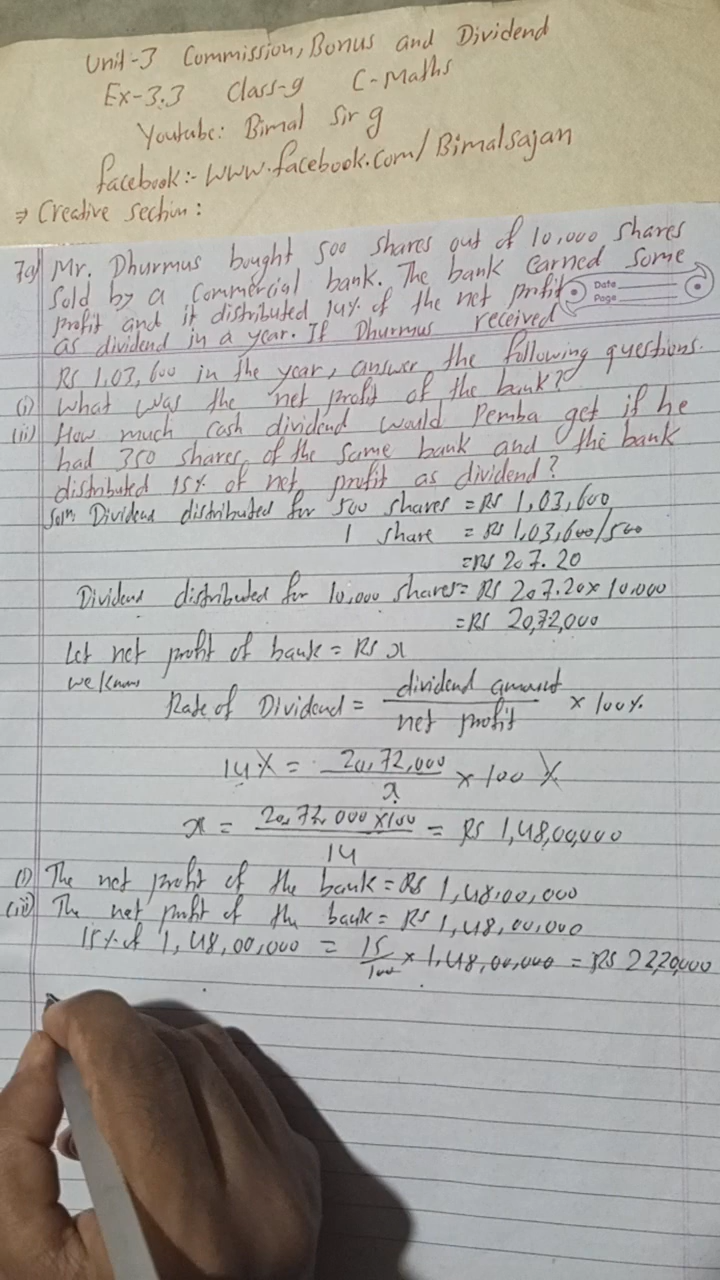 Unit-3 Commission, Bonus and Dividend
Ex-3.3 Class-9 C-Maths
Youtube: Bimal Sir g
facebook:- www.facebook.com/Bimalsajan
⇒ Creative section:
7a) Mr. Dhurmus bought 500 shares out of 10,000 shares
sold by a commercial bank. The bank earned some
profit and it distributed 14% of the net profit
Date
Page
as dividend in a year. If Dhurmus received
RS 1,03,600 in the year, answer the following questions.
(i) What was the net profit of the bank?
(ii) How much cash dividend would Pemba get if he
had 350 shares of the same bank and the bank
distributed 15% of net profit as dividend?
Soln: Dividend distributed for 500 shares = RS 1,03,600
1 share = RS 1,03,600/500
= RS 207.20
Dividend distributed for 10,000 shares = RS 207.20 × 10,000
= RS 20,72,000
Let net profit of bank = RS x
we know
Rate of Dividend = dividend amount / net profit × 100%
14% = 20,72,000 / x × 100%
x = 20,72,000 × 100 / 14 = RS 1,48,00,000
(i) The net profit of the bank = RS 1,48,00,000
(ii) The net profit of the bank = RS 1,48,00,000
15% of 1,48,00,000 = 15/100 × 1,48,00,000 = RS 2220,000